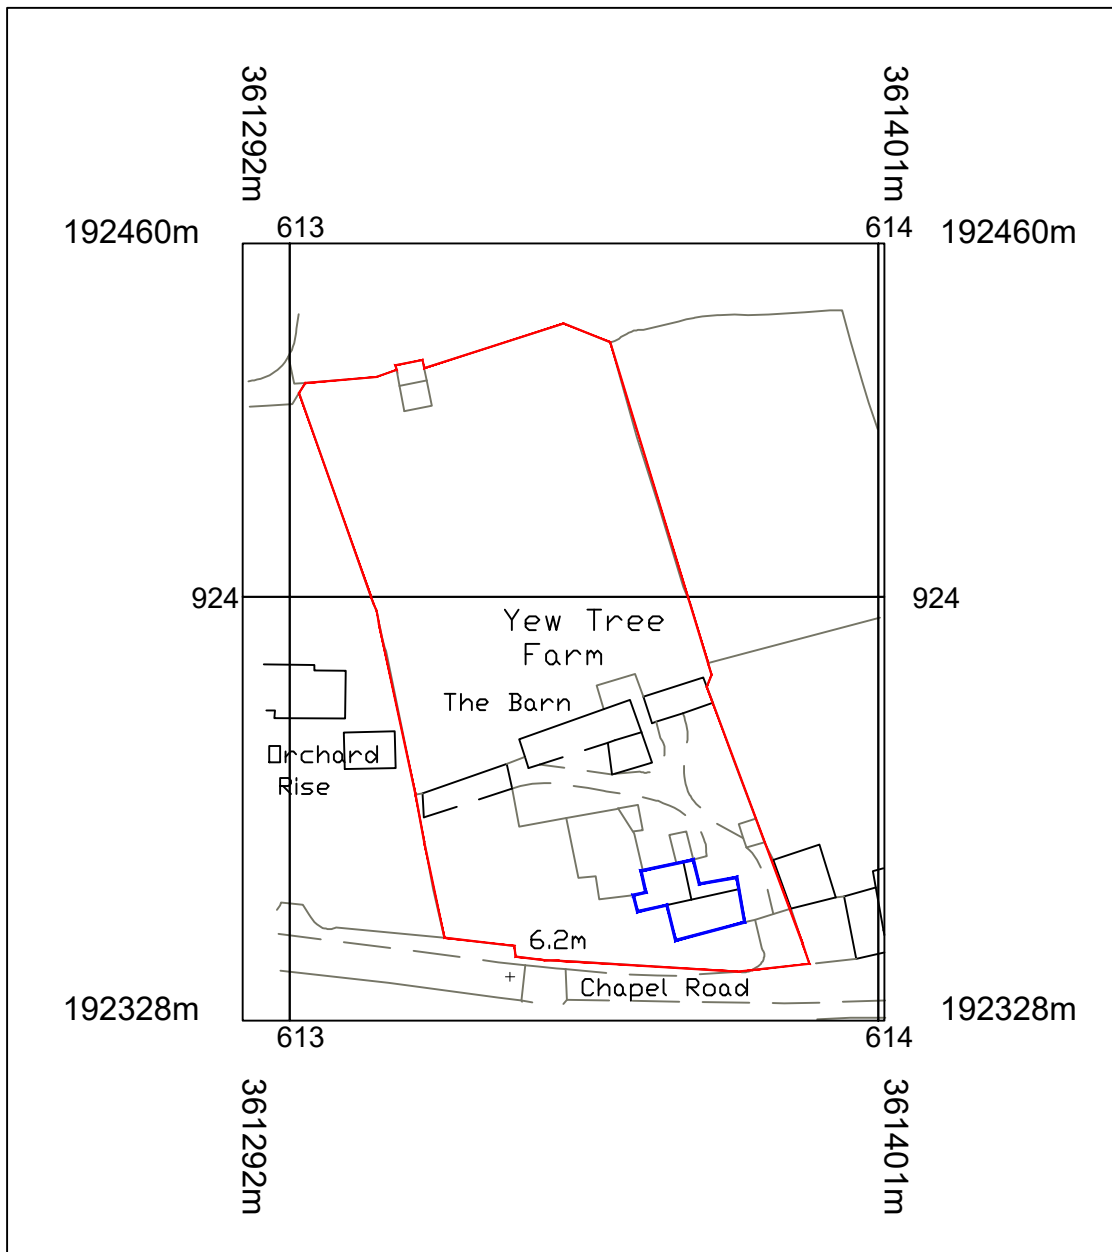 361292m
361401m
192460m
613
614
192460m
924
924
Yew Tree
Farm
The Barn
Orchard
Rise
6.2m
Chapel Road
192328m
613
614
192328m
361292m
361401m